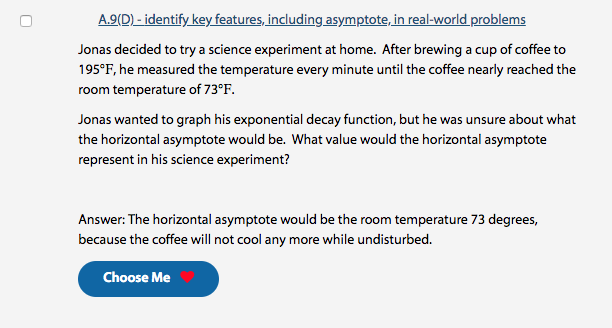 A.9(D) - identify key features, including asymptote, in real-world problems
Jonas decided to try a science experiment at home.  After brewing a cup of coffee to
195°F, he measured the temperature every minute until the coffee nearly reached the
room temperature of 73°F.
Jonas wanted to graph his exponential decay function, but he was unsure about what
the horizontal asymptote would be.  What value would the horizontal asymptote
represent in his science experiment?
Answer: The horizontal asymptote would be the room temperature 73 degrees,
because the coffee will not cool any more while undisturbed.
Choose Me